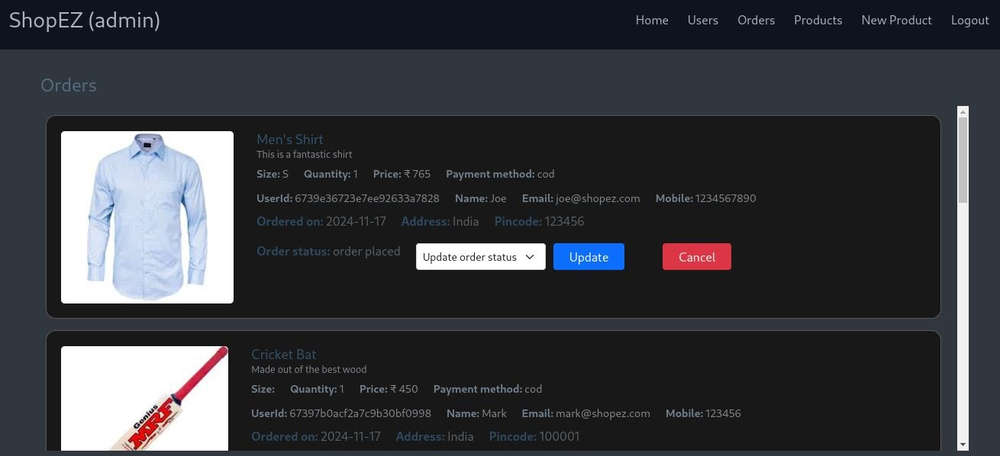 ShopEZ (admin)
Home Users Orders Products New Product Logout
Orders
Men's Shirt
This is a fantastic shirt
Size: S Quantity: 1 Price: ₹ 765 Payment method: cod
UserId: 6739e36723e7ee92633a7828 Name: Joe Email: joe@shopez.com Mobile: 1234567890
Ordered on: 2024-11-17 Address: India Pincode: 123456
Order status: order placed Update order status Update Cancel
Cricket Bat
Made out of the best wood
Size: Quantity: 1 Price: ₹ 450 Payment method: cod
UserId: 67397b0acf2a7c9b30bf0998 Name: Mark Email: mark@shopez.com Mobile: 123456
Ordered on: 2024-11-17 Address: India Pincode: 100001
Genius
MRF